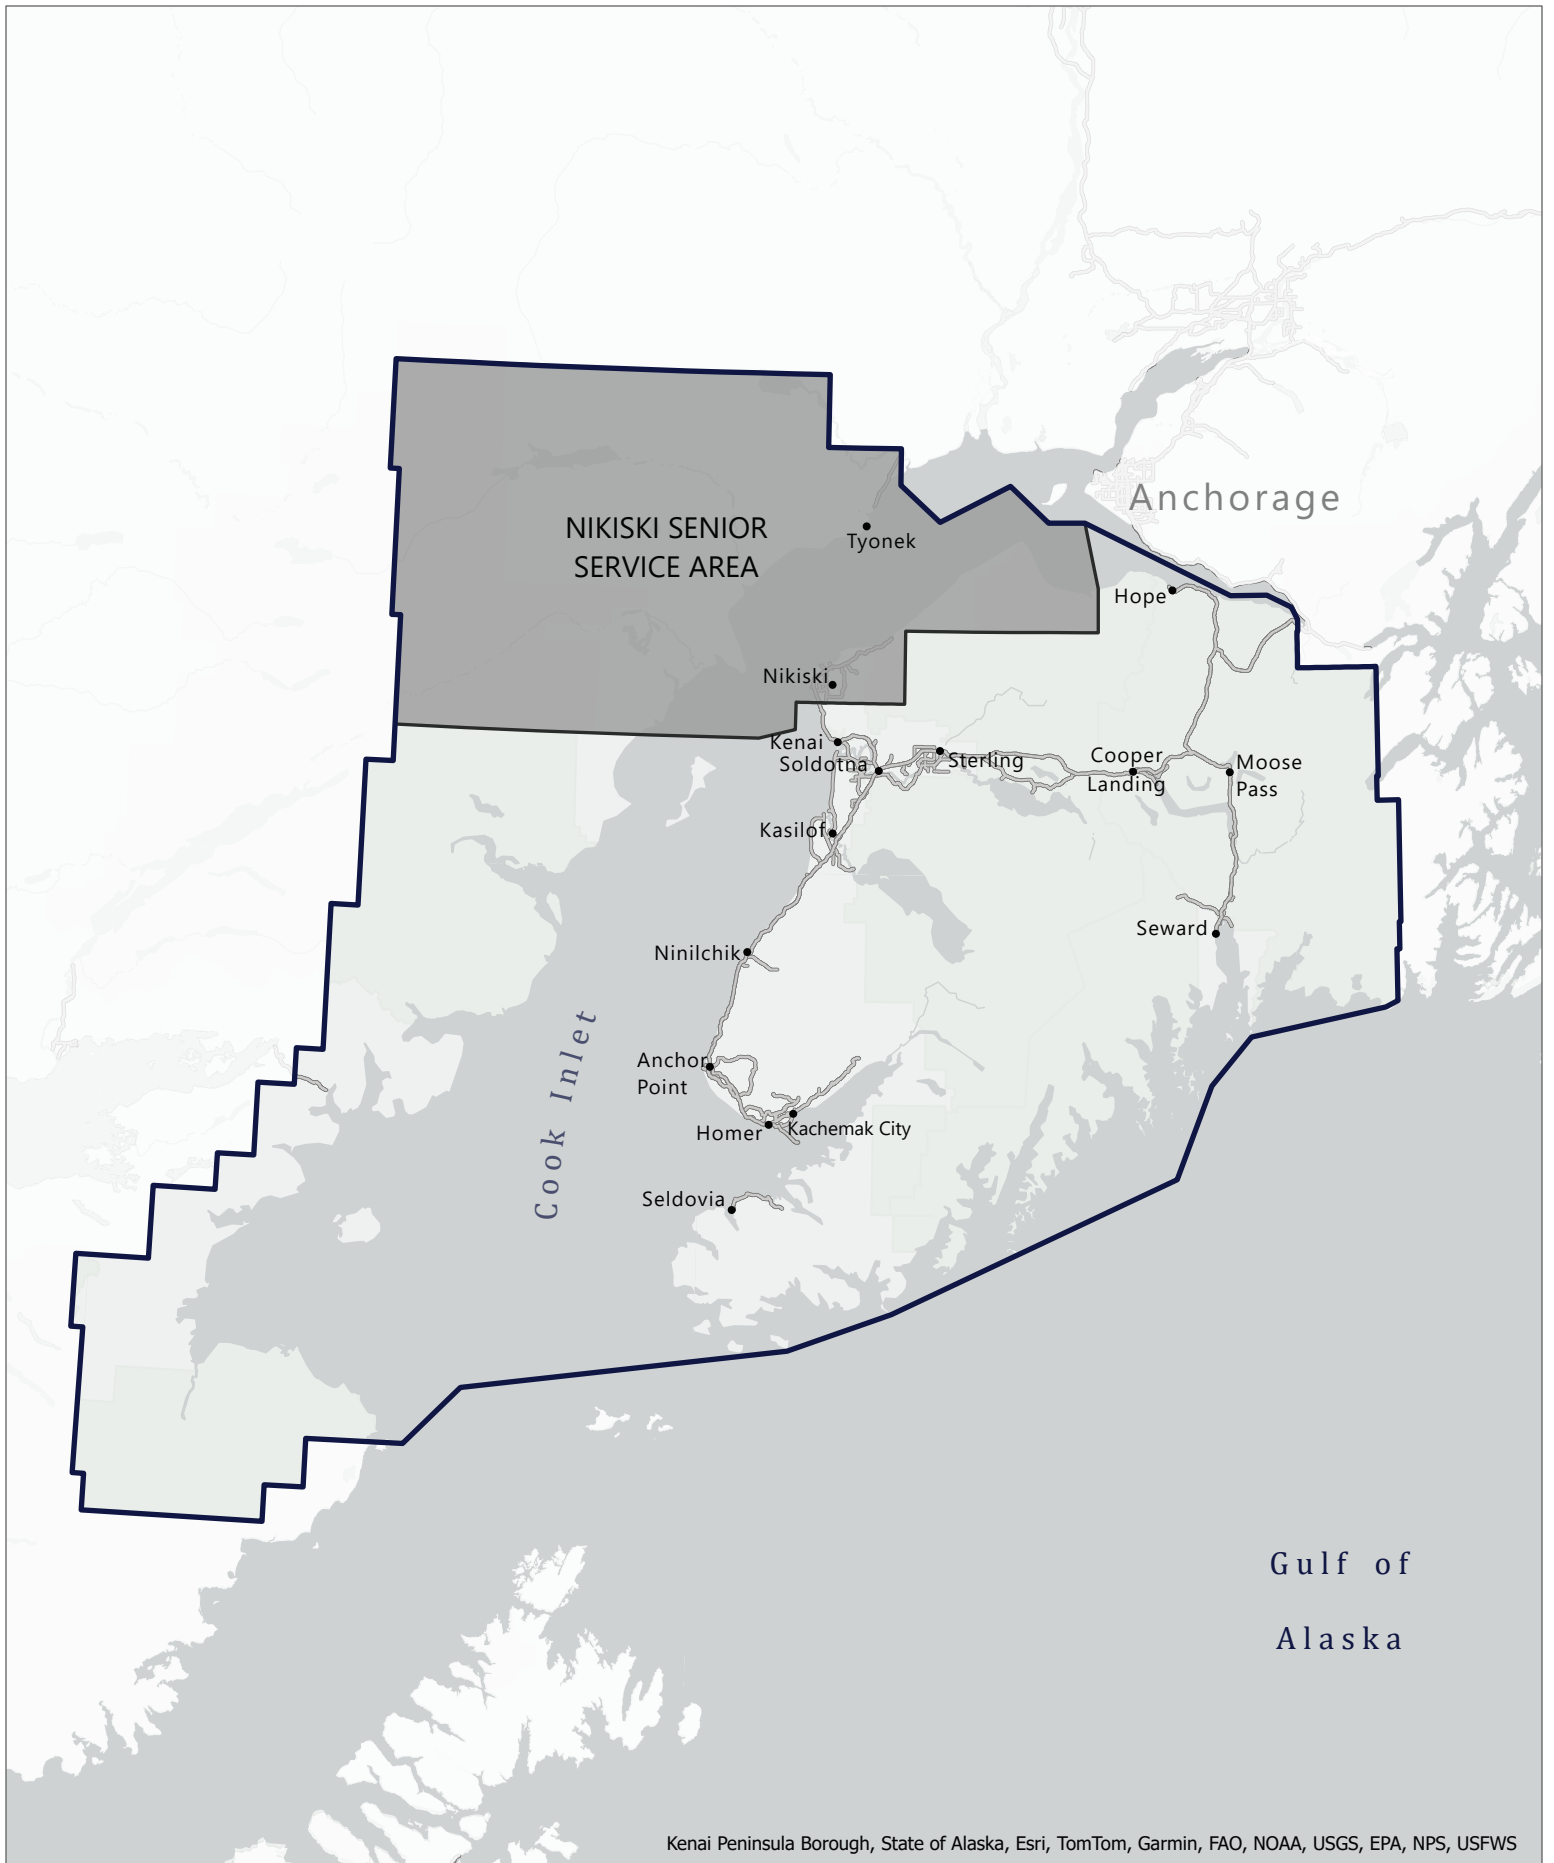 Anchorage
NIKISKI SENIOR
SERVICE AREA
Tyonek
Hope
Nikiski
Kenai
Soldotna
Sterling
Cooper
Landing
Moose
Pass
Kasilof
Seward
Ninilchik
Cook Inlet
Anchor
Point
Homer
Kachemak City
Seldovia
Gulf of
Alaska
Kenai Peninsula Borough, State of Alaska, Esri, TomTom, Garmin, FAO, NOAA, USGS, EPA, NPS, USFWS